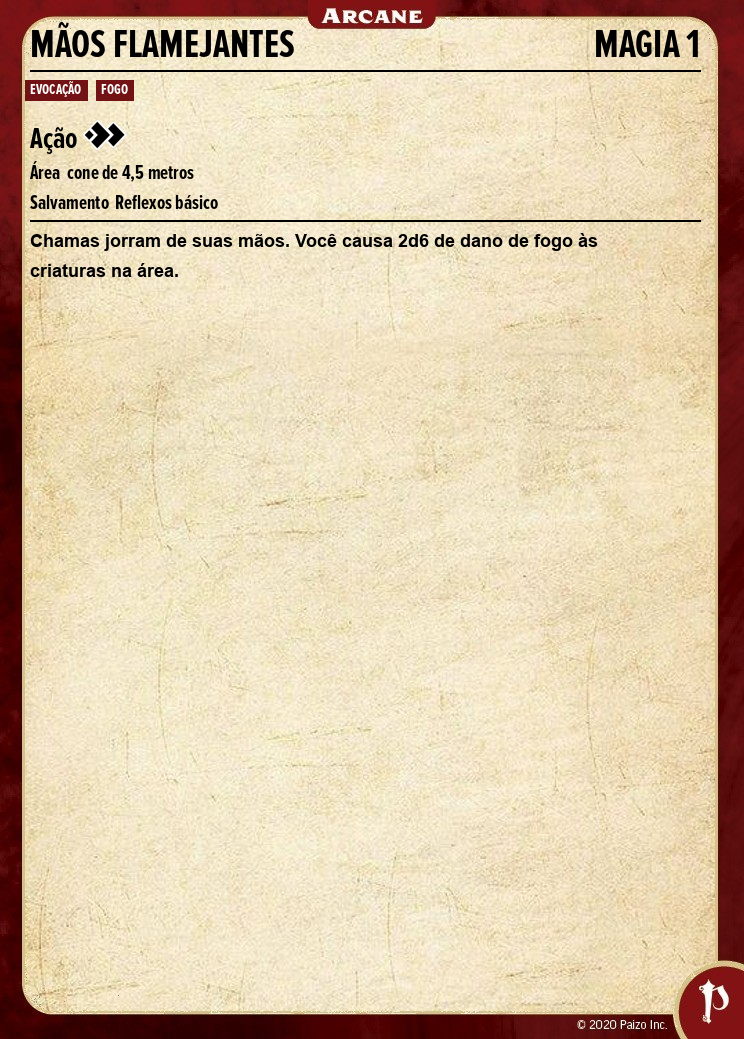 ARCANE
MÃOS FLAMEJANTES MAGIA 1
EVOCAÇÃO FOGO
Ação
Área cone de 4,5 metros
Salvamento Reflexos básico
Chamas jorram de suas mãos. Você causa 2d6 de dano de fogo às
criaturas na área.
© 2020 Paizo Inc.
P